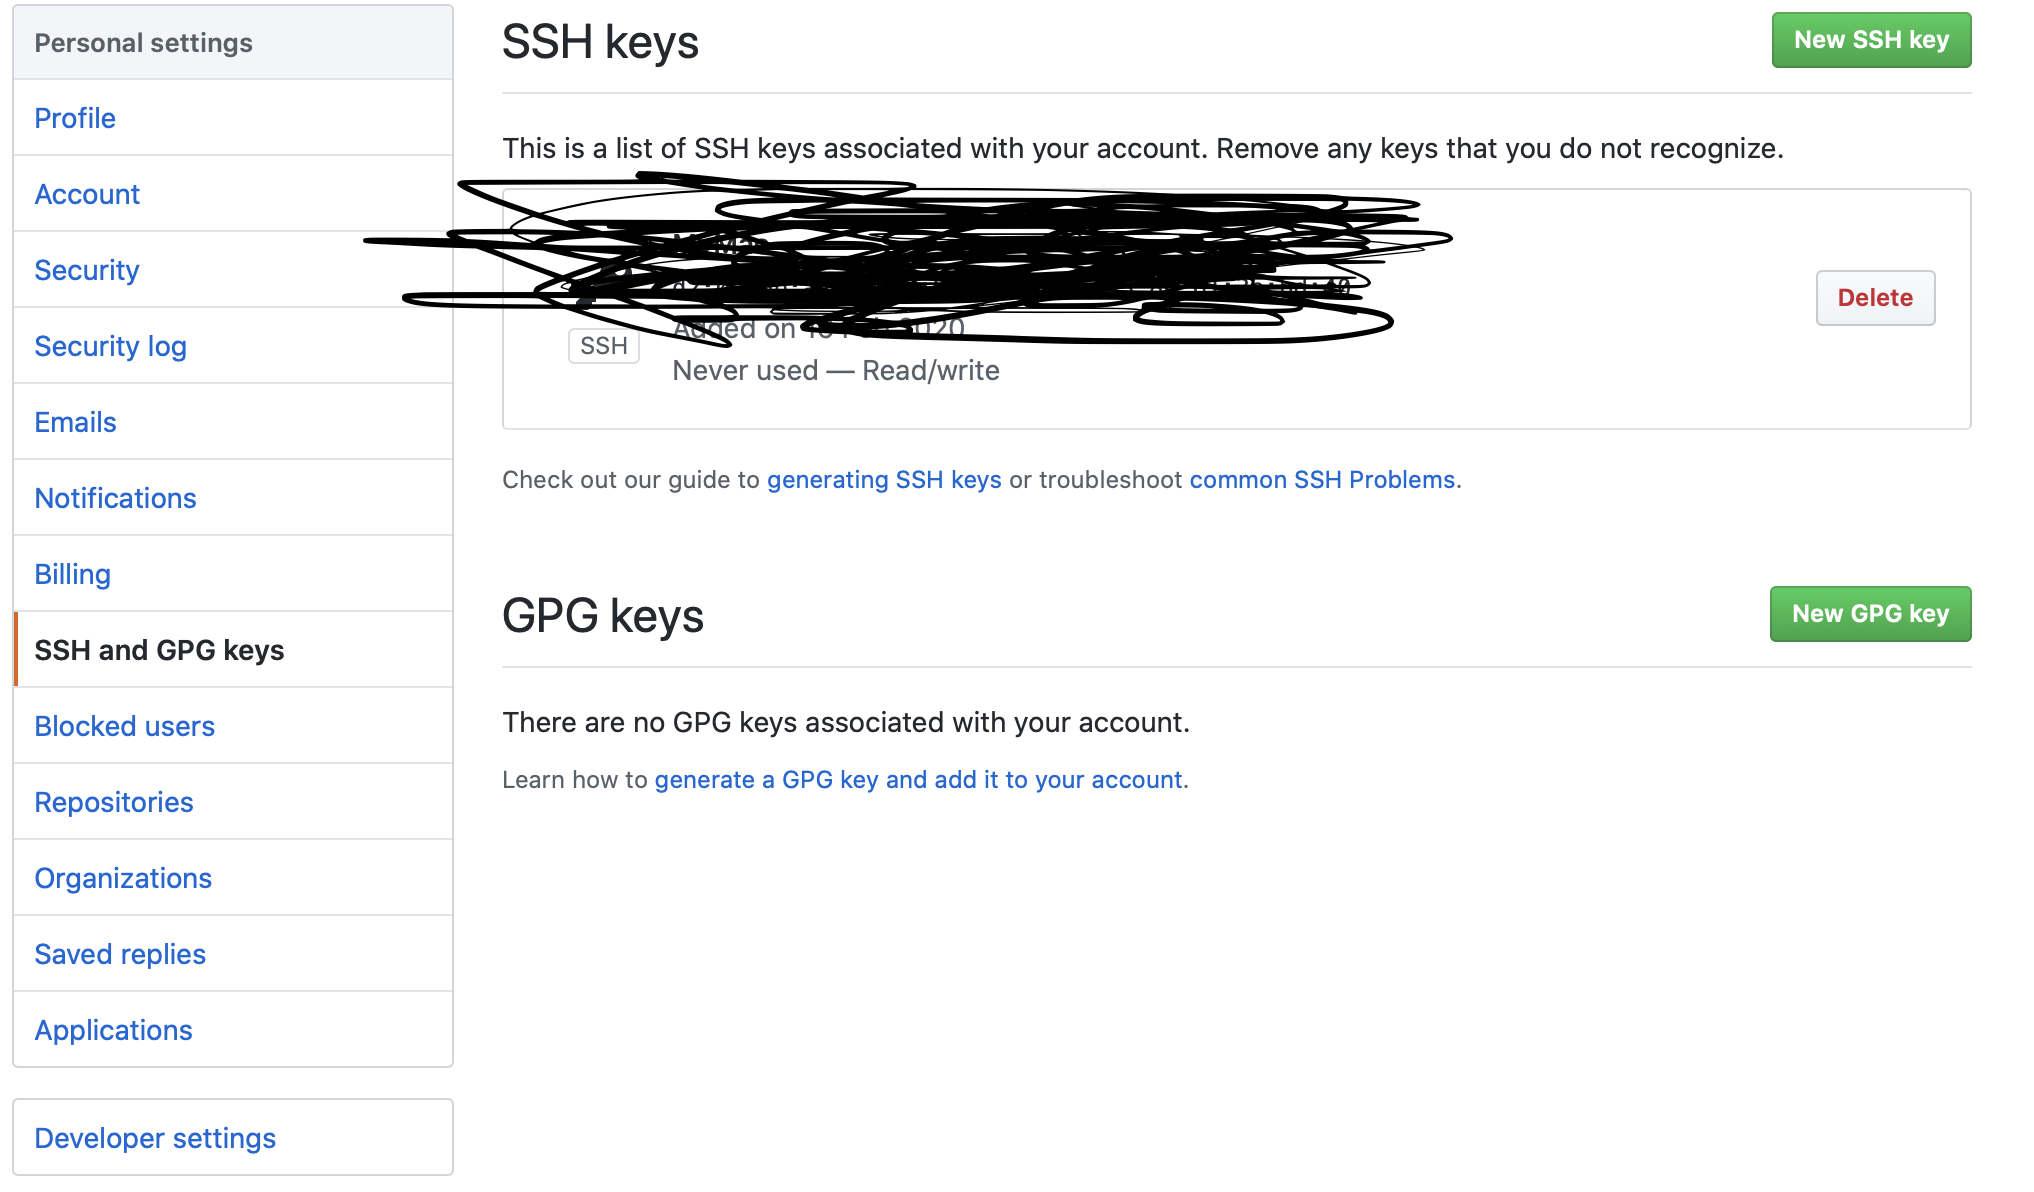 Personal settings
Profile
Account
Security
Security log
Emails
Notifications
Billing
SSH and GPG keys
Blocked users
Repositories
Organizations
Saved replies
Applications
Developer settings
SSH keys
New SSH key
This is a list of SSH keys associated with your account. Remove any keys that you do not recognize.
SSH
Added on 2020
Never used — Read/write
Delete
Check out our guide to generating SSH keys or troubleshoot common SSH Problems.
GPG keys
New GPG key
There are no GPG keys associated with your account.
Learn how to generate a GPG key and add it to your account.